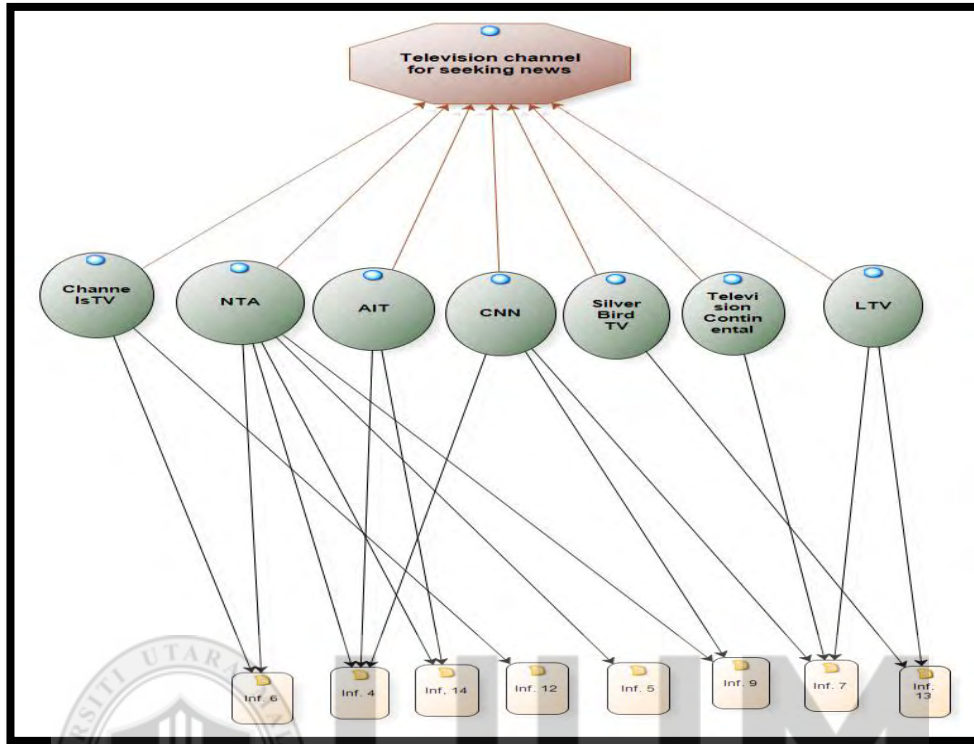 Television channel
for seeking news
Channe
lsTV
NTA
AIT
CNN
Silver
Bird
TV
Televi
sion
Contin
ental
LTV
Inf. 6
Inf. 4
Inf, 14
Inf. 12
Inf. 5
Inf. 9
Inf. 7
Inf.
13
UTARA